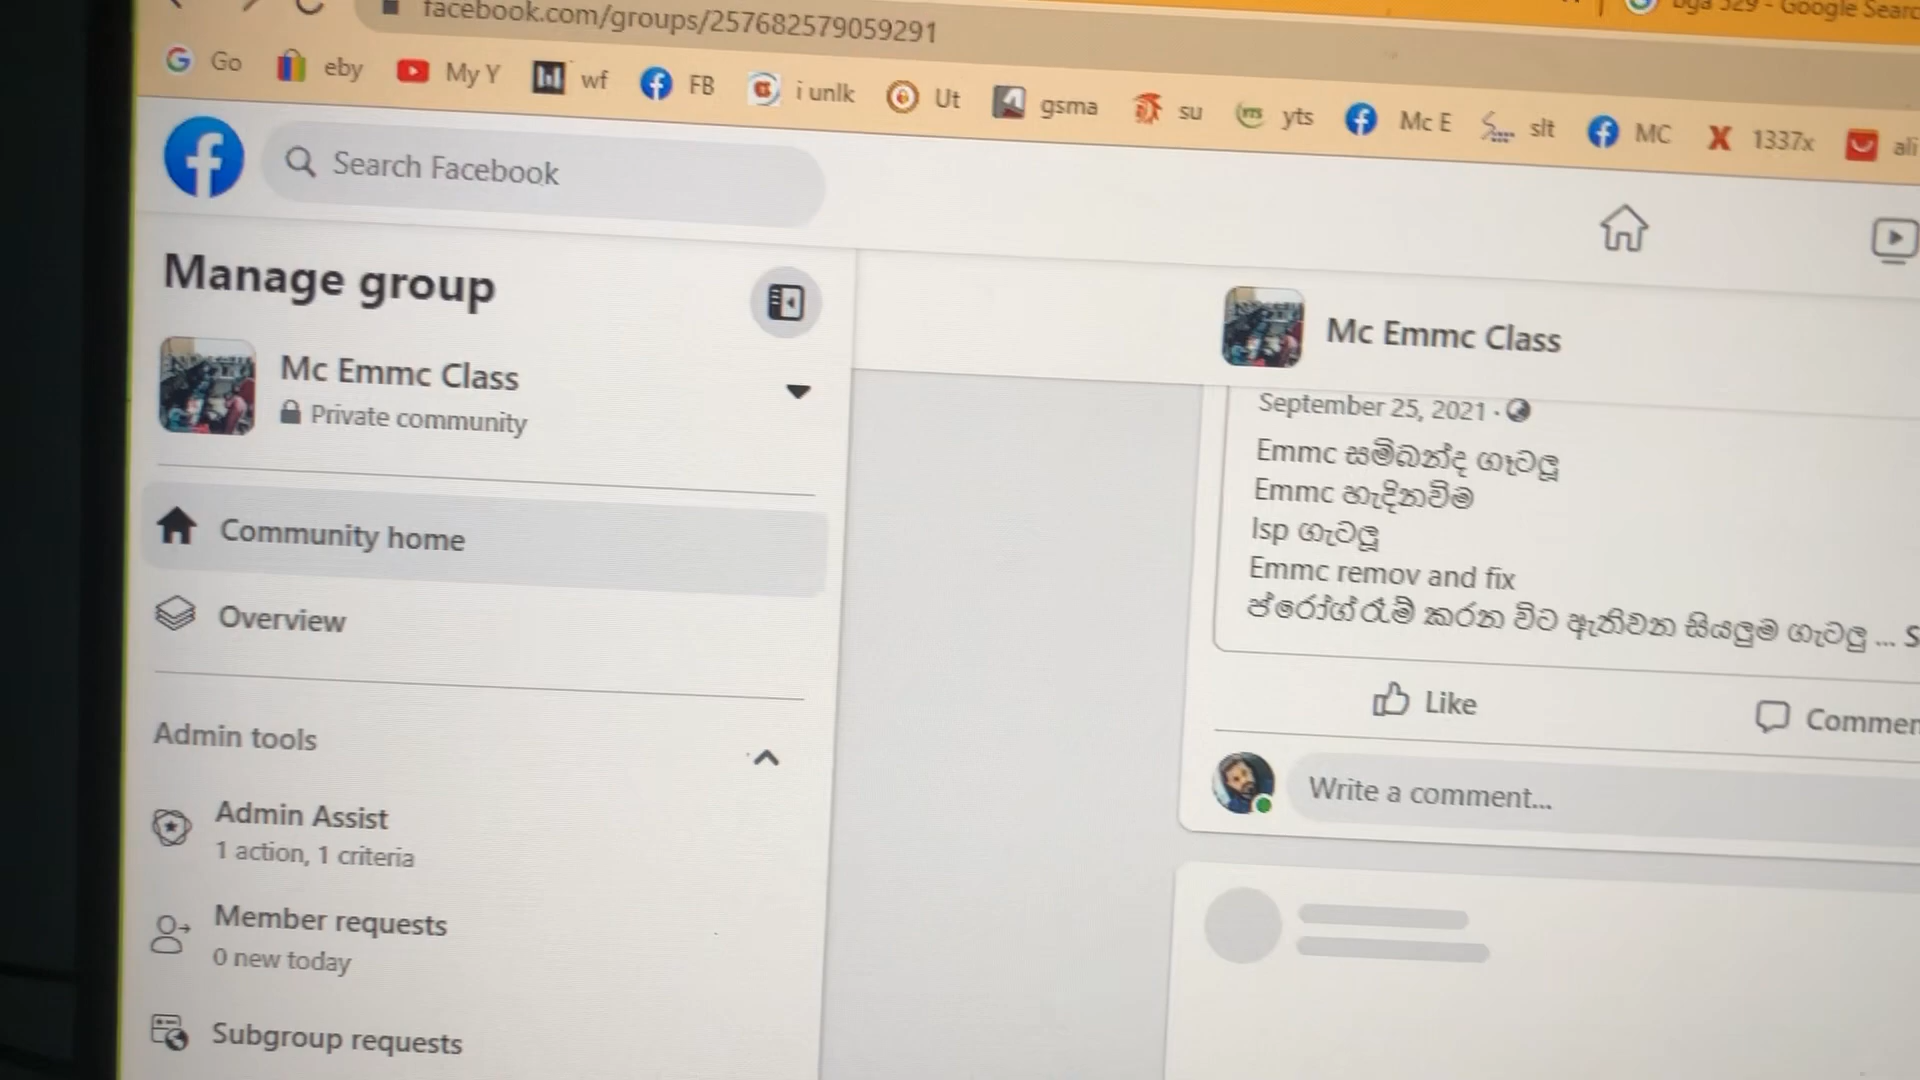 facebook.com/groups/257682579059291
Go eby My Y wf FB i unlk Ut gsma su yts Mc E slt MC 1337x ali
Search Facebook
Manage group
Mc Emmc Class
Private community
Community home
Overview
Admin tools
Admin Assist
1 action, 1 criteria
Member requests
0 new today
Subgroup requests
Mc Emmc Class
September 25, 2021 ·
Emmc සම්බන්ද ගැටලු
Emmc හැදිනවිම
Isp ගැටලු
Emmc remov and fix
ප්රෝග්රැම් කරන විට ඇතිවන සියලුම ගැටලු ... S
Like
Commen
Write a comment...